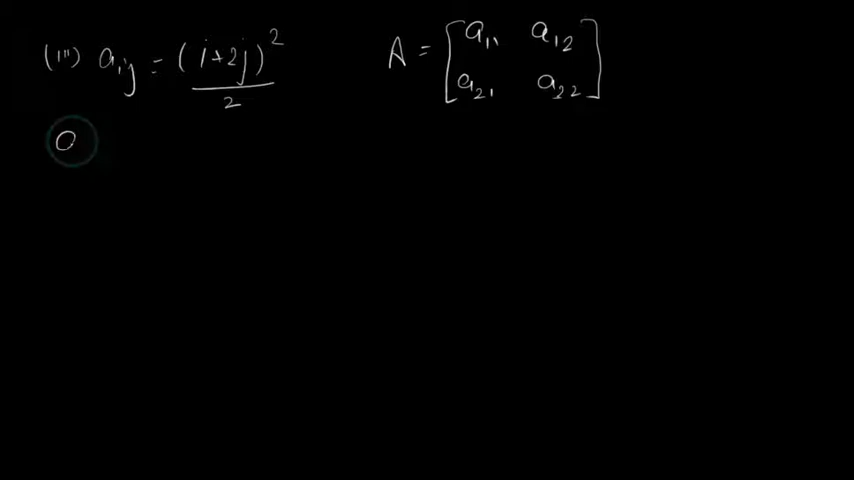 (iii) aᵢⱼ = (i+2j)²/2
A = [a₁₁ a₁₂
a₂₁ a₂₂]